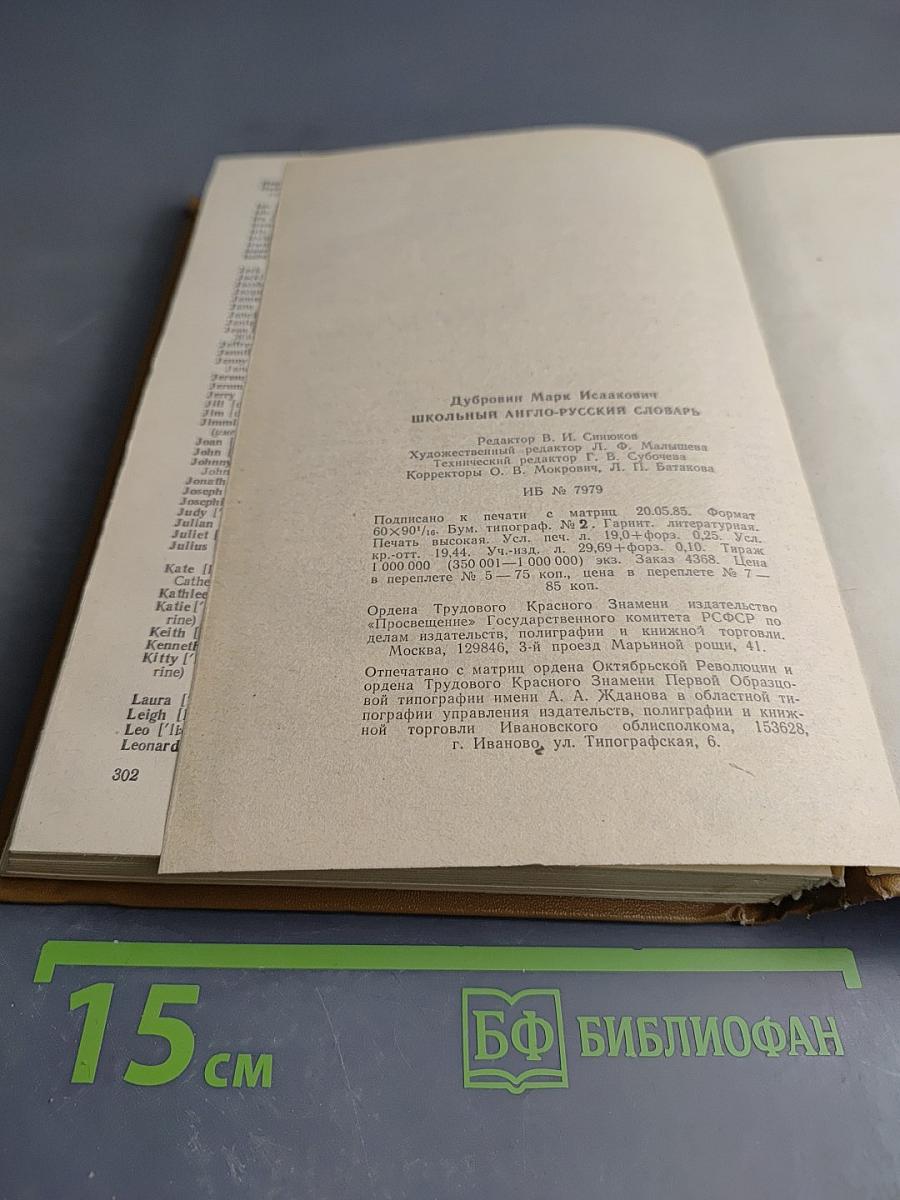 Jill
Jim
Joan [
John [
Johnny
John
Jonath
Joseph
Joseph
Judy ['
Julian
Juliet [
Julius
Kate [
Cathe
Kathlee
Katie ['
rine)
Keith [
Kenneth
Kitty ['
rine)
Laura [
Leigh [
Leo ['
Leonard
302
Дубровин Марк Исаакович
ШКОЛЬНЫЙ АНГЛО-РУССКИЙ СЛОВАРЬ
Редактор В. И. Синюков
Художественный редактор Л. Ф. Малышева
Технический редактор Г. В. Субочева
Корректоры О. В. Мокрович, Л. П. Батакова
ИБ № 7979
Подписано к печати с матриц 20.05.85. Формат
60×90¹/₁₆. Бум. типограф. № 2. Гарнит. литературная.
Печать высокая. Усл. печ. л. 19,0+форз. 0,25. Усл.
кр.-отт. 19,44. Уч.-изд. л. 29,69+форз. 0,10. Тираж
1 000 000 (350 001—1 000 000) экз. Заказ 4368. Цена
в переплете № 5 — 75 коп., цена в переплете № 7 —
85 коп.
Ордена Трудового Красного Знамени издательство
«Просвещение» Государственного комитета РСФСР по
делам издательств, полиграфии и книжной торговли.
Москва, 129846, 3-й проезд Марьиной рощи, 41.
Отпечатано с матриц ордена Октябрьской Революции и
ордена Трудового Красного Знамени Первой Образцо-
вой типографии имени А. А. Жданова в областной ти-
пографии управления издательств, полиграфии и книж-
ной торговли Ивановского облисполкома, 153628,
г. Иваново, ул. Типографская, 6.
15 см
БФ БИБЛИОФАН